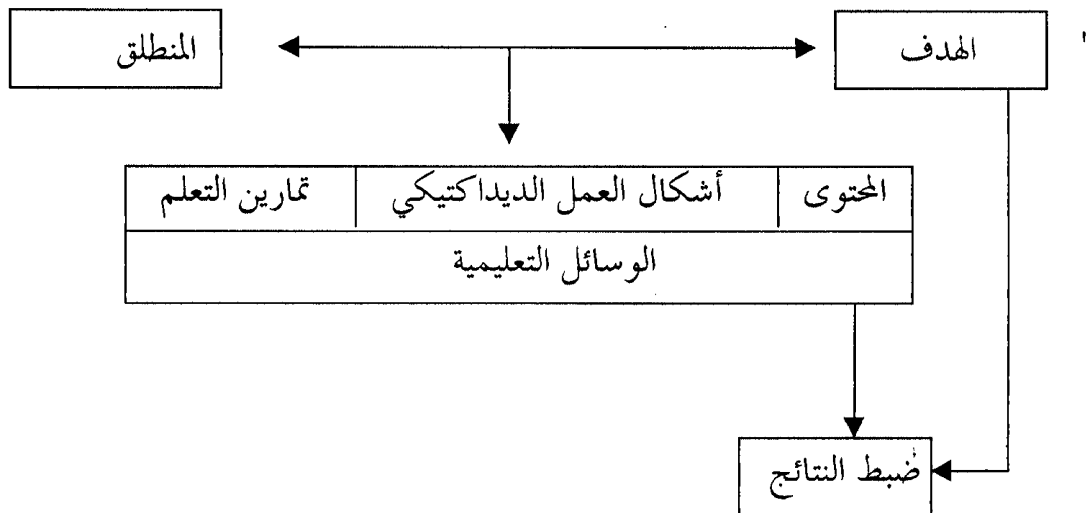 الهدف
المنطلق
المحتوى
أشكال العمل الديداكتيكي
تمارين التعلم
الوسائل التعليمية
ضبط النتائج